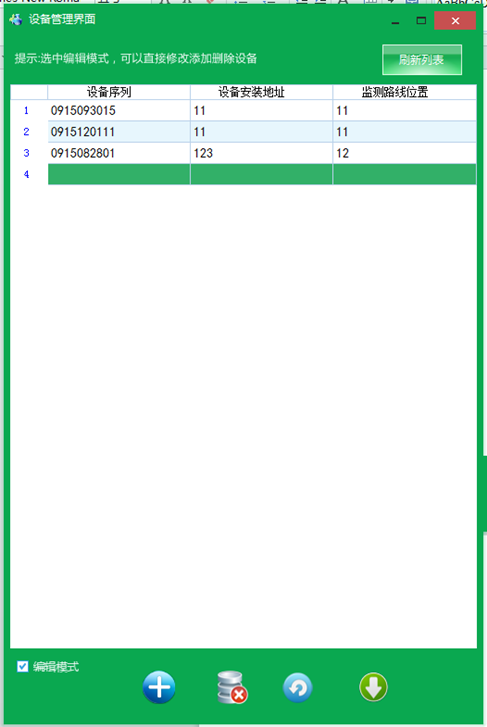 设备管理界面
提示:选中编辑模式，可以直接修改添加删除设备
刷新列表
设备序列 设备安装地址 监测路线位置
1 0915093015 11 11
2 0915120111 11 11
3 0915082801 123 12
4
编辑模式